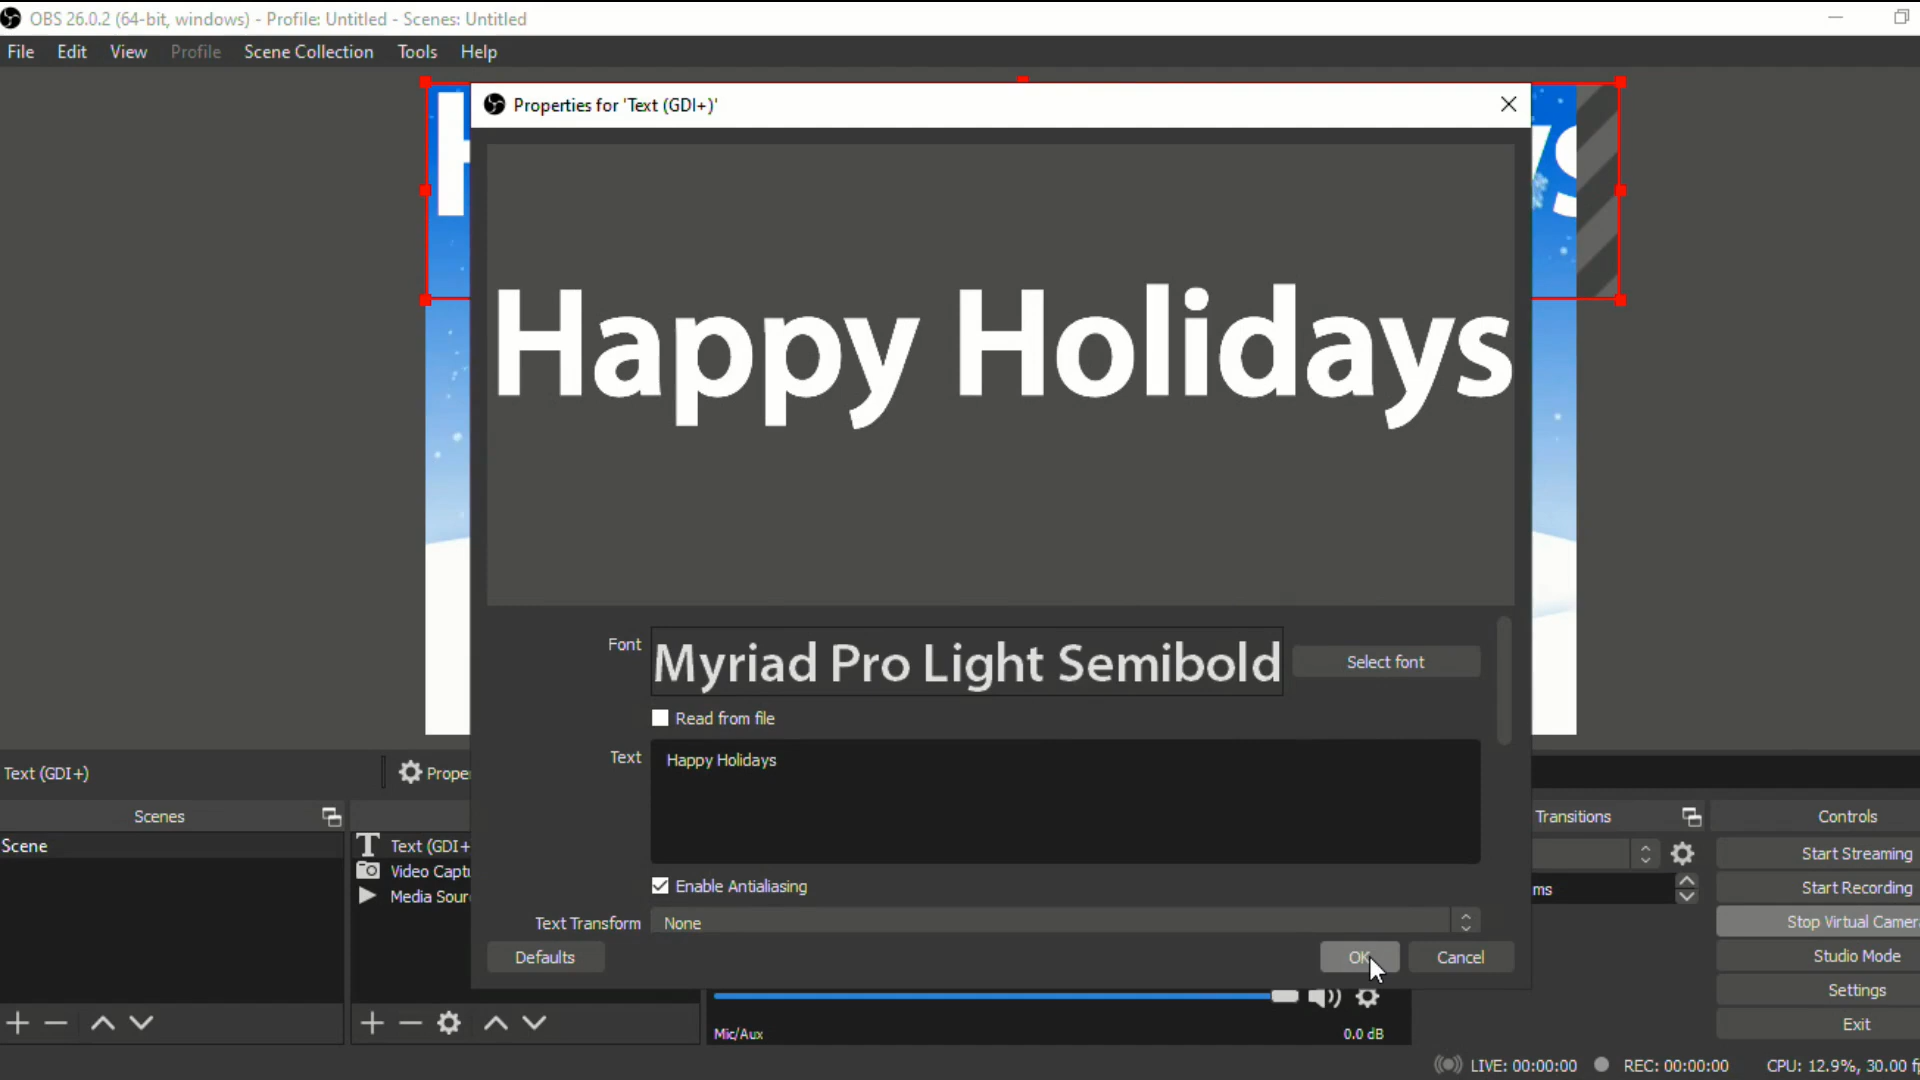 OBS 26.0.2 (64-bit, windows) - Profile: Untitled - Scenes: Untitled
File Edit View Profile Scene Collection Tools Help
Properties for 'Text (GDI+)'
Happy Holidays
Font Myriad Pro Light Semibold Select font
Read from file
Text Happy Holidays
Enable Antialiasing
Text Transform None
Defaults OK Cancel
Text (GDI+)
Scenes
Scene
Text (GDI+
Video
Media
Transitions
ms
Controls
Start Streaming
Start Recording
Stop Virtual
Studio Mode
Settings
Exit
Mic/Aux 0.0 dB
LIVE: 00:00:00 REC: 00:00:00 CPU: 12.9%, 30.00